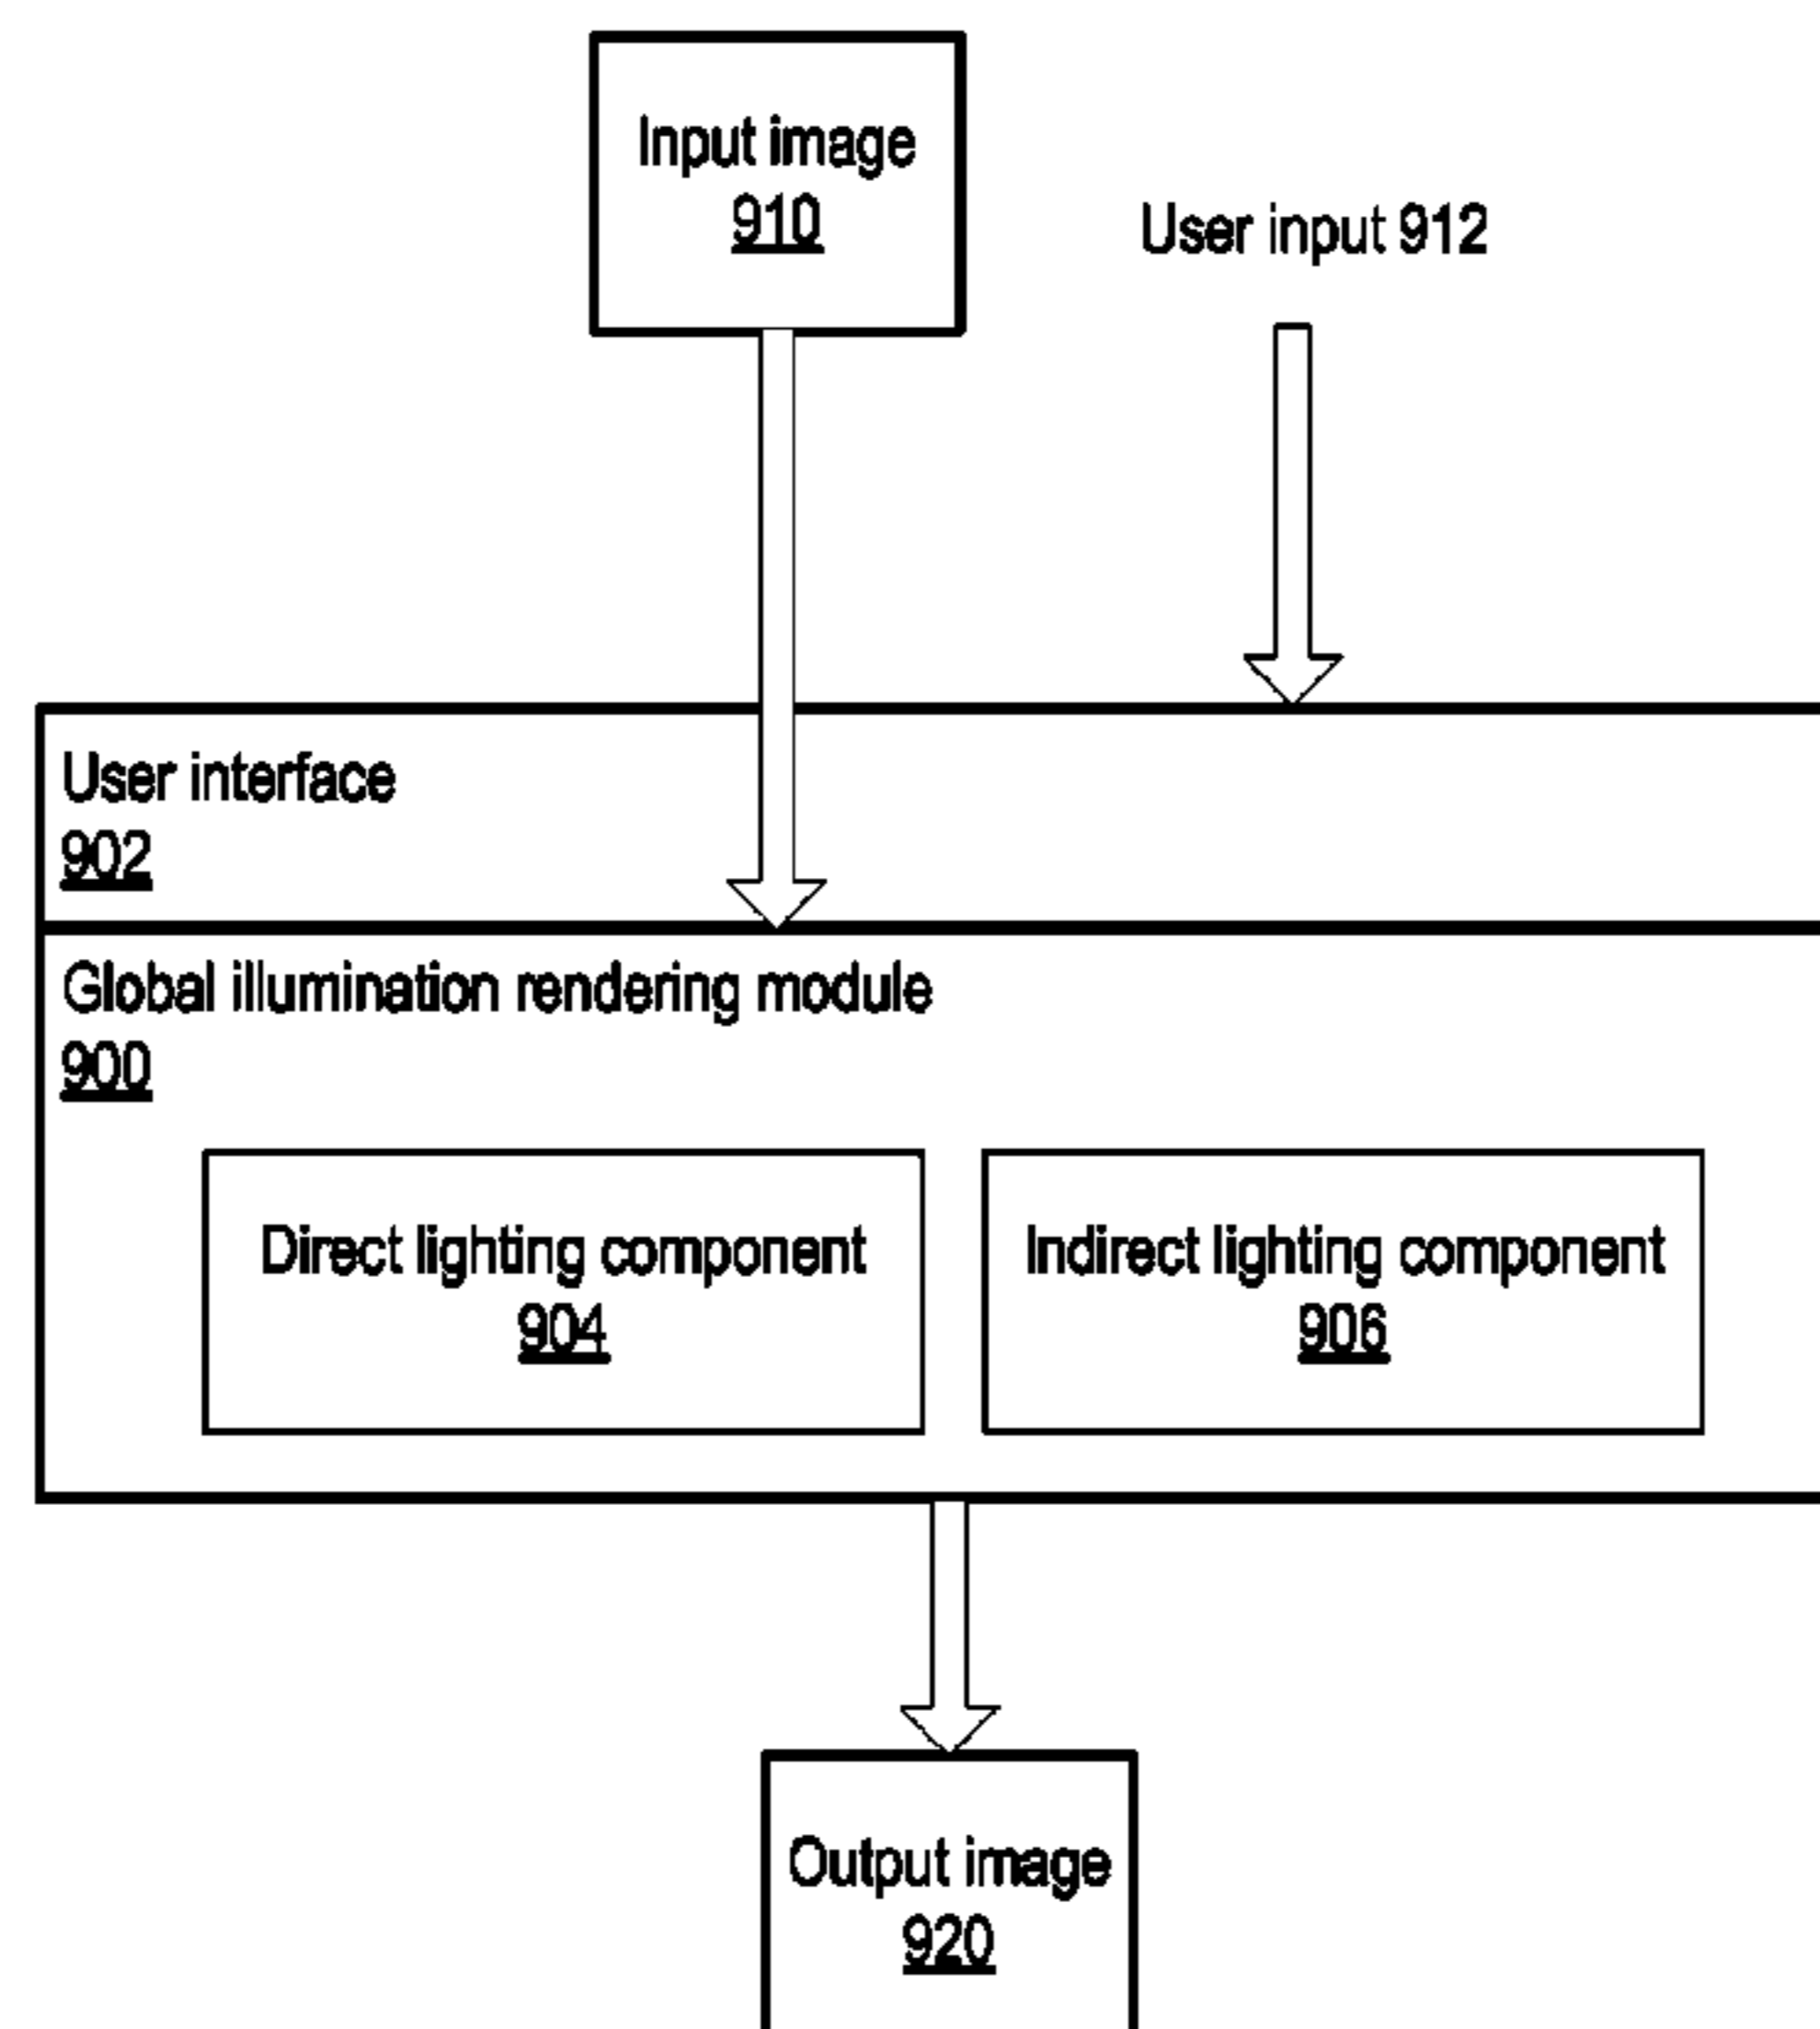 Input image
910
User input 912
User interface
902
Global illumination rendering module
900
Direct lighting component
904
Indirect lighting component
906
Output image
920